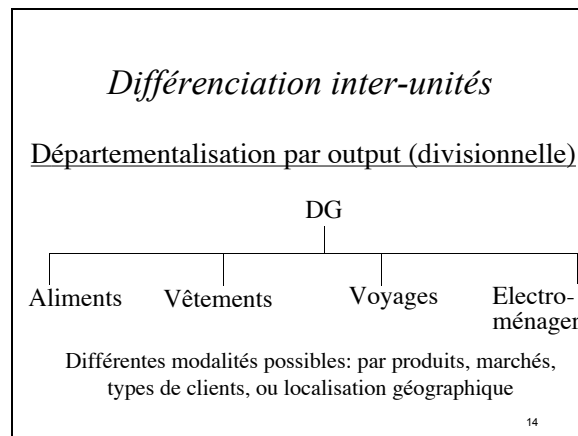 Différenciation inter-unités
Départementalisation par output (divisionnelle)
DG
Aliments Vêtements Voyages Electro-
ménager
Différentes modalités possibles: par produits, marchés,
types de clients, ou localisation géographique
14